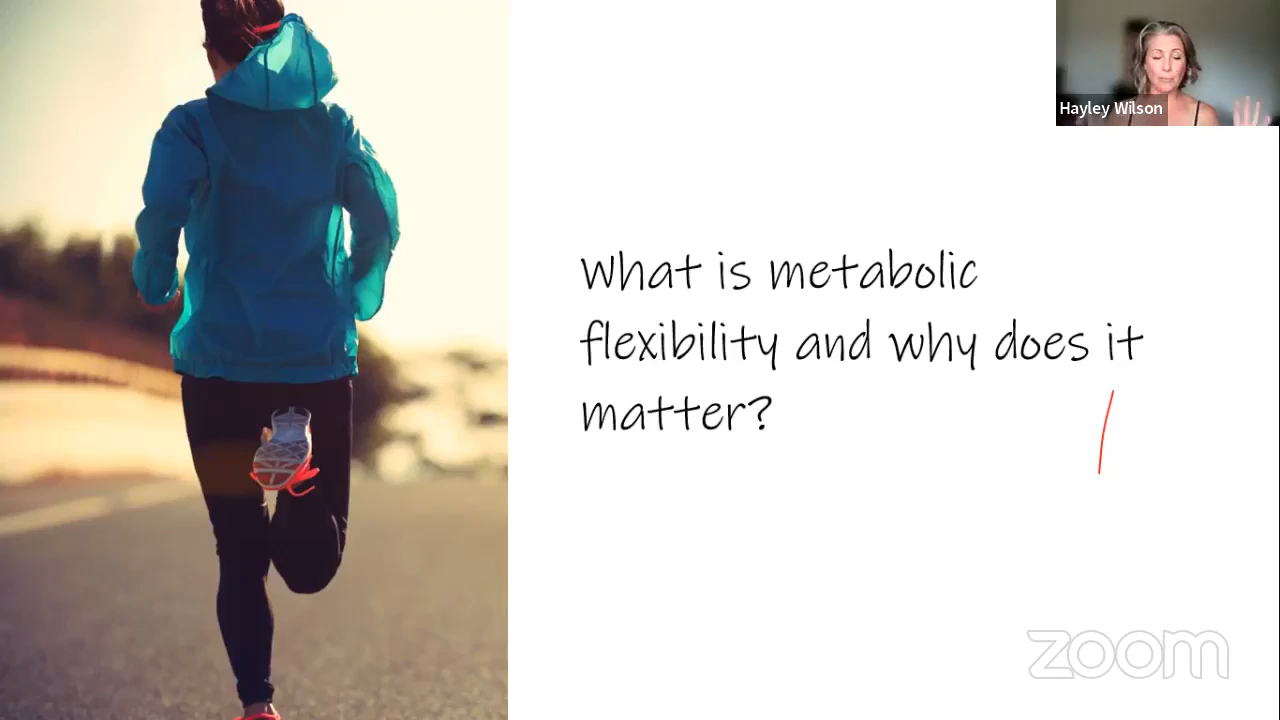 Hayley Wilson
What is metabolic
flexibility and why does it
matter?
zoom